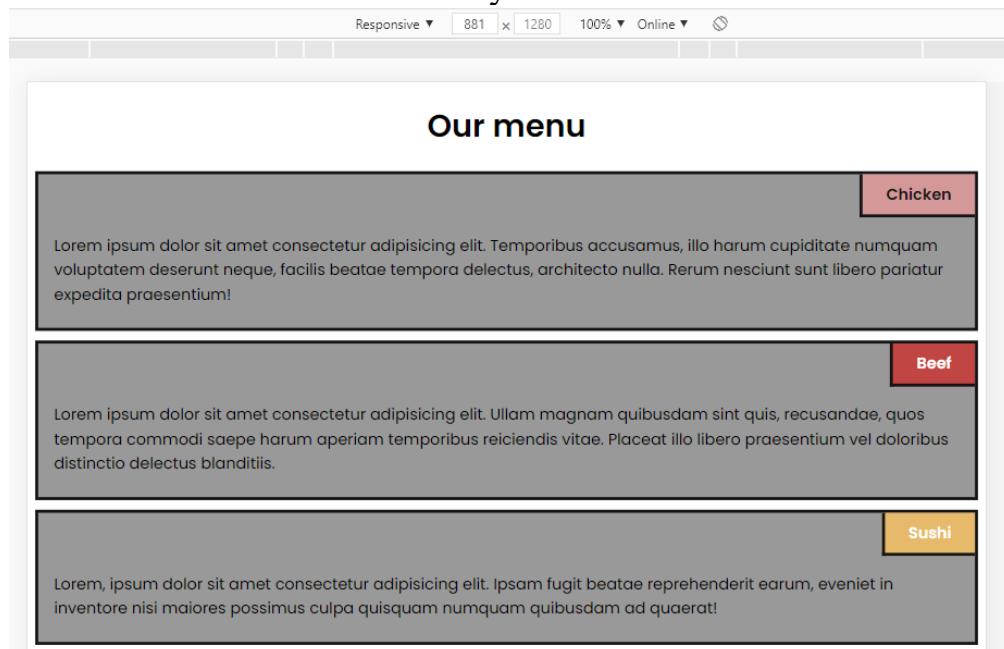 Responsive ▼ 881 x 1280 100% ▼ Online ▼
Our menu
Chicken
Lorem ipsum dolor sit amet consectetur adipisicing elit. Temporibus accusamus, illo harum cupiditate numquam
voluptatem deserunt neque, facilis beatae tempora delectus, architecto nulla. Rerum nesciunt sunt libero pariatur
expedita praesentium!
Beef
Lorem ipsum dolor sit amet consectetur adipisicing elit. Ullam magnam quibusdam sint quis, recusandae, quos
tempora commodi saepe harum aperiam temporibus reiciendis vitae. Placeat illo libero praesentium vel doloribus
distinctio delectus blanditiis.
Sushi
Lorem, ipsum dolor sit amet consectetur adipisicing elit. Ipsam fugit beatae reprehenderit earum, eveniet in
inventore nisi maiores possimus culpa quisquam numquam quibusdam ad quaerat!